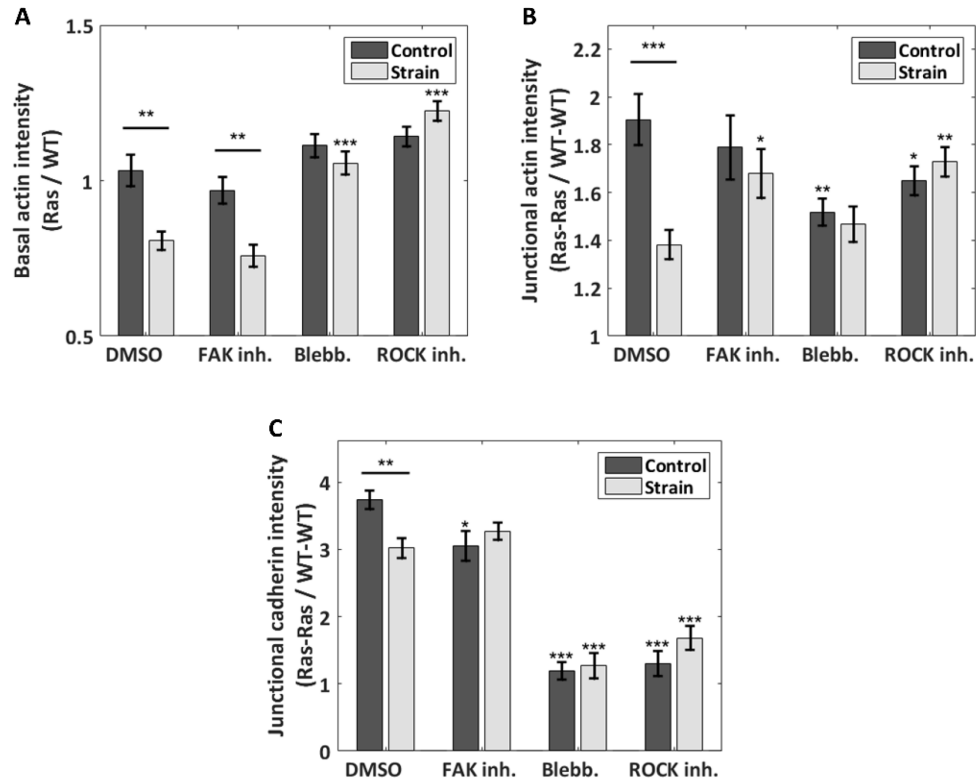 A
Basal actin intensity
(Ras / WT)
1.5
1
0.5
Control
Strain
**
**
***
***
DMSO
FAK inh.
Blebb.
ROCK inh.
B
Junctional actin intensity
(Ras-Ras / WT-WT)
2.2
2
1.8
1.6
1.4
1.2
1
Control
Strain
***
*
**
*
**
DMSO
FAK inh.
Blebb.
ROCK inh.
C
Junctional cadherin intensity
(Ras-Ras / WT-WT)
4
3
2
1
0
Control
Strain
**
*
***
***
***
***
DMSO
FAK inh.
Blebb.
ROCK inh.